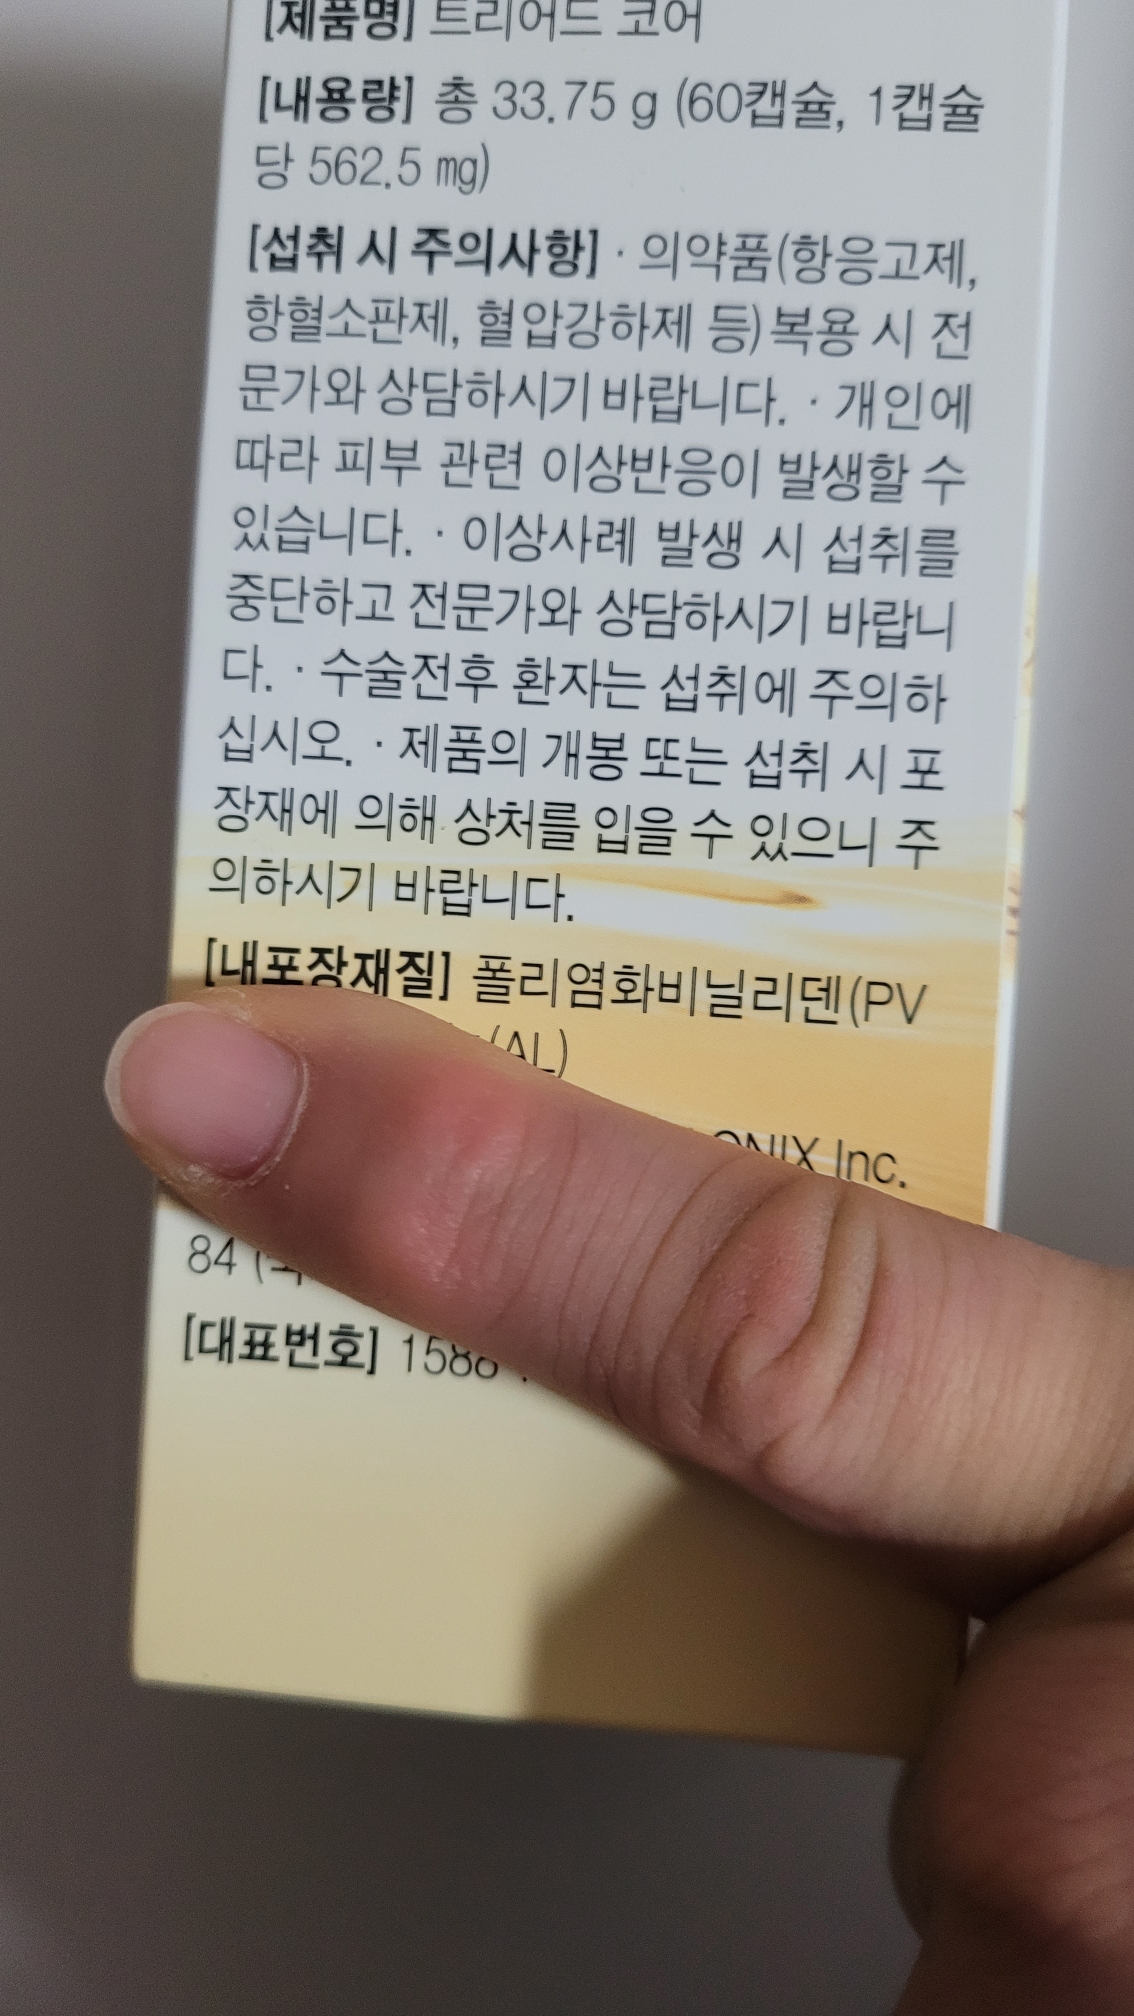 [제품명] 트리어드 코어
[내용량] 총 33.75 g (60캡슐, 1캡슐
당 562.5 mg)
[섭취 시 주의사항] · 의약품(항응고제,
항혈소판제, 혈압강하제 등)복용 시 전
문가와 상담하시기 바랍니다. · 개인에
따라 피부 관련 이상반응이 발생할 수
있습니다. · 이상사례 발생 시 섭취를
중단하고 전문가와 상담하시기 바랍니
다. · 수술전후 환자는 섭취에 주의하
십시오. · 제품의 개봉 또는 섭취 시 포
장재에 의해 상처를 입을 수 있으니 주
의하시기 바랍니다.
[내포장재질] 폴리염화비닐리덴(PV
(AL)
Inc.
84 (
[대표번호] 1588